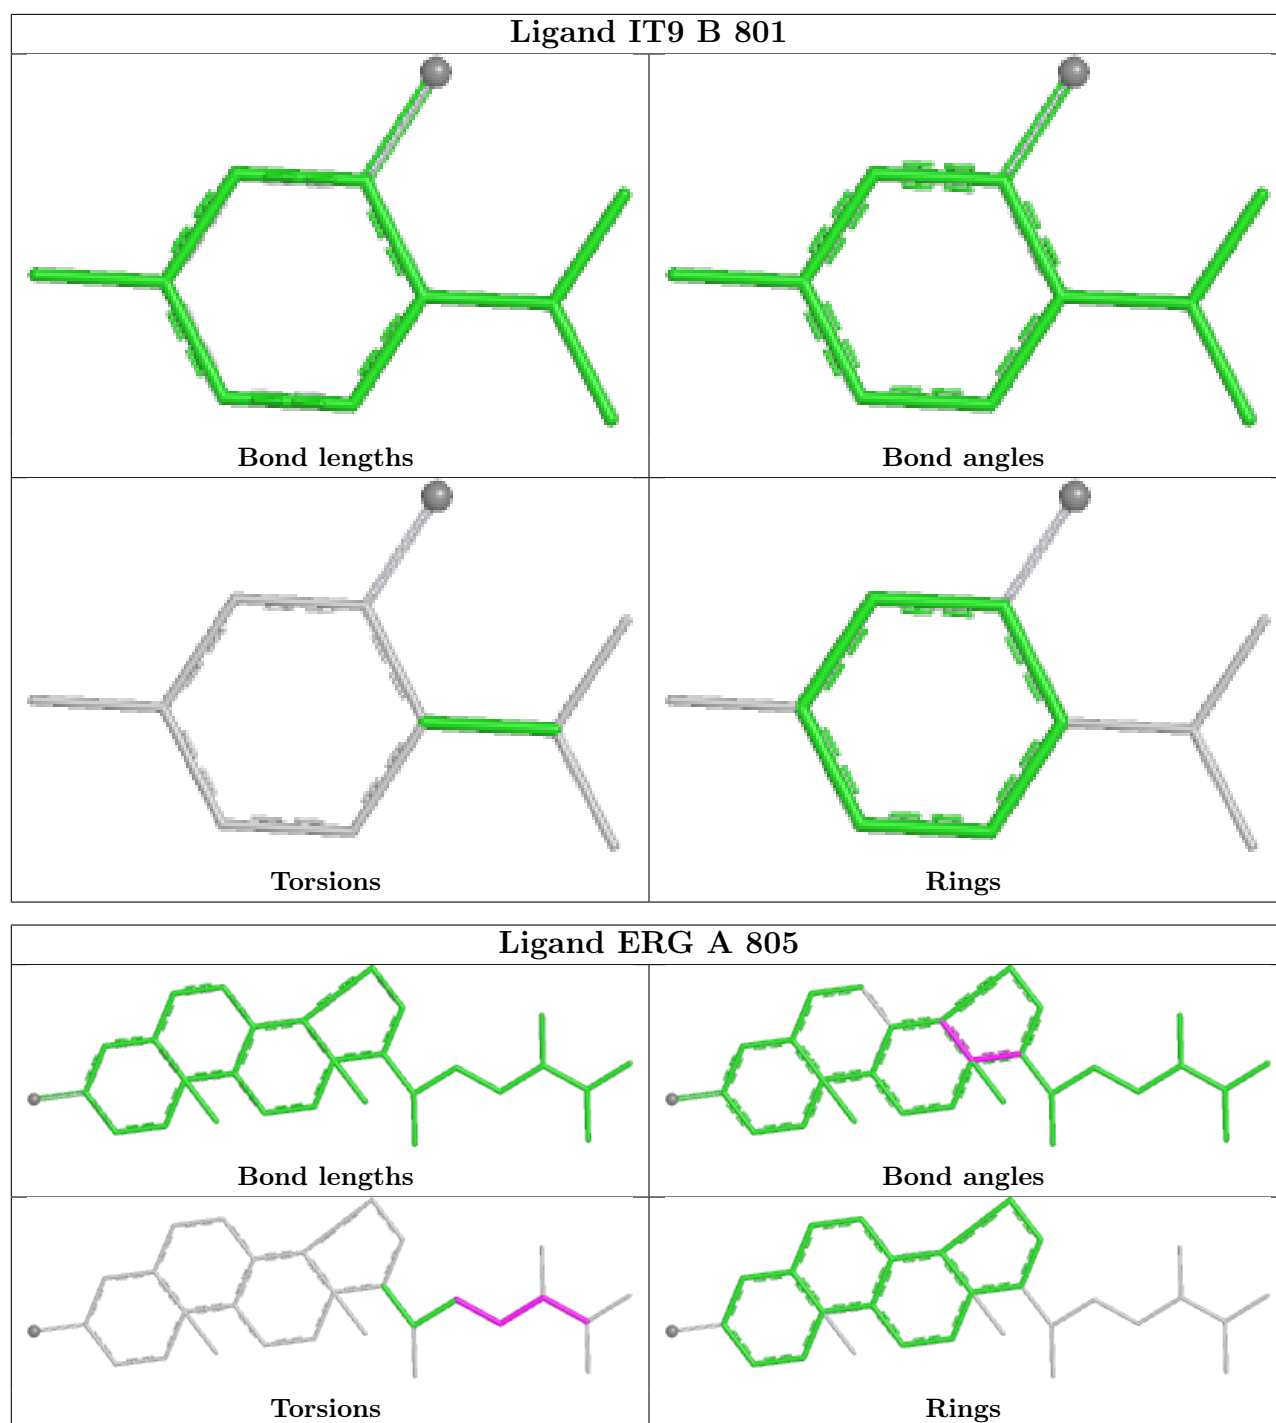 Ligand IT9 B 801
Bond lengths
Bond angles
Torsions
Rings
Ligand ERG A 805
Bond lengths
Bond angles
Torsions
Rings